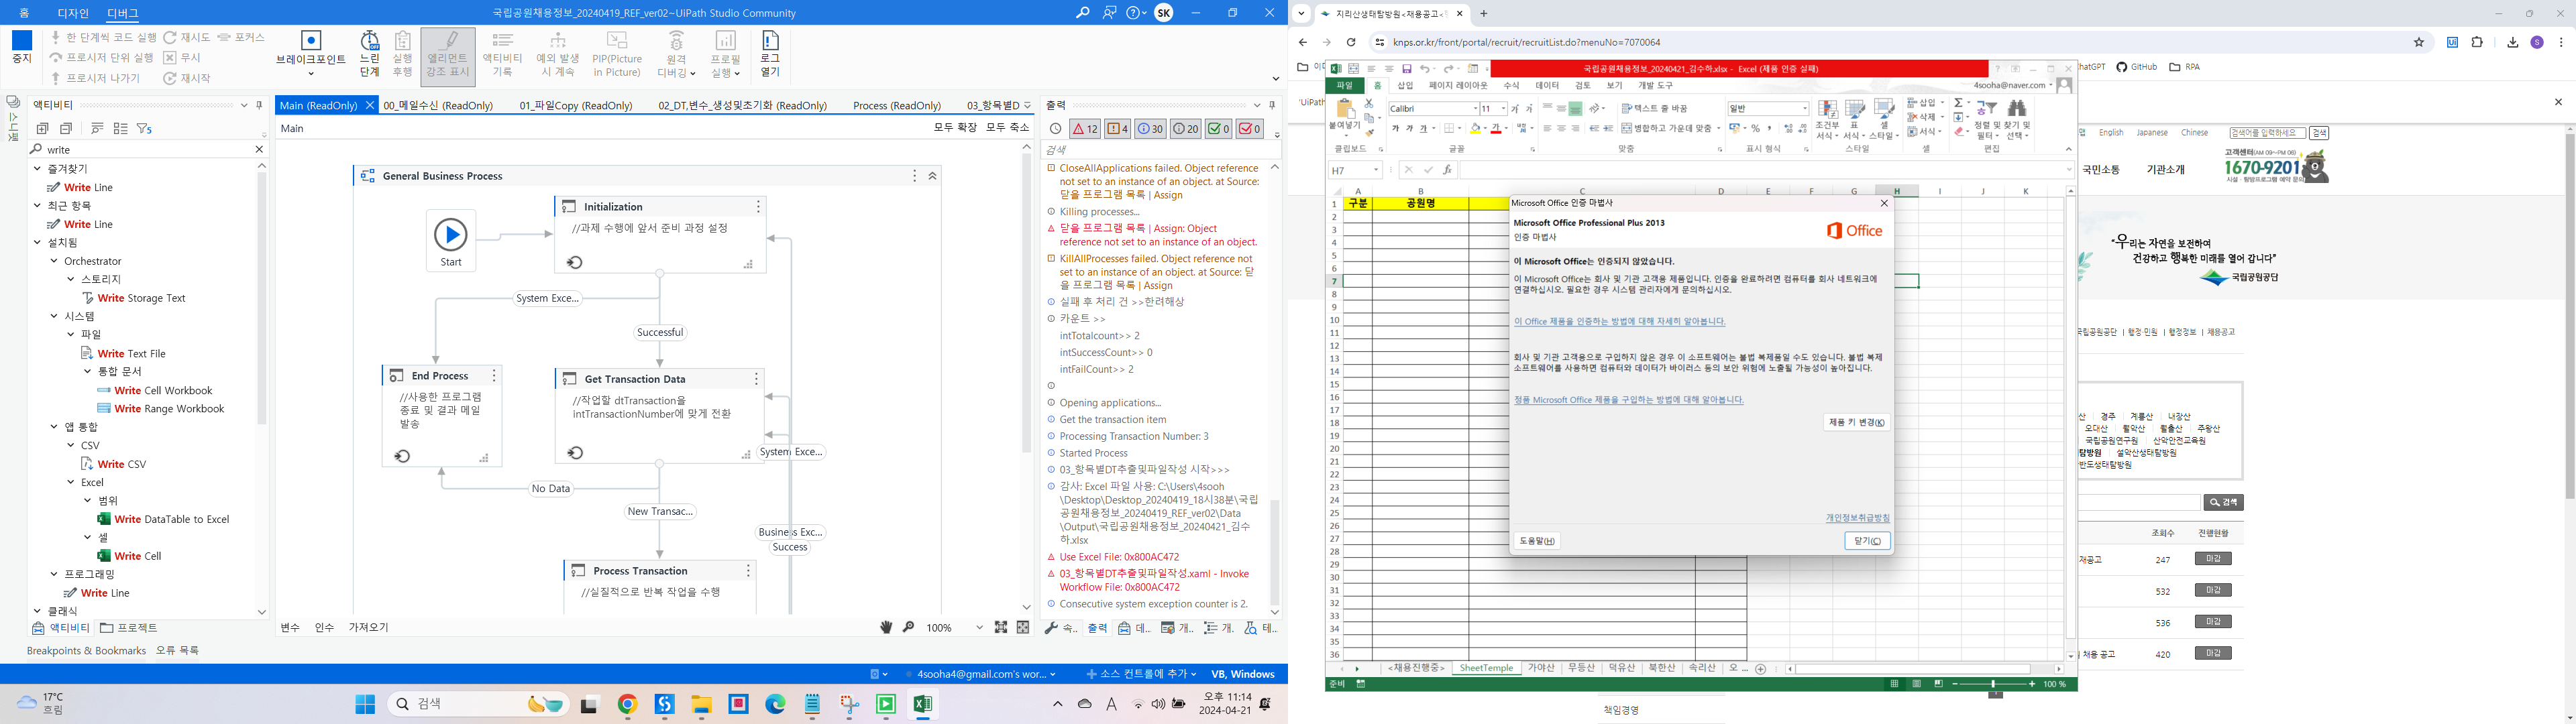 홈 디자인 디버그
국립공원채용정보_20240419_REF_ver02~UiPath Studio Community
SK
중지
한 단계씩 코드 실행 재시도 포커스
프로시저 단위 실행 무시
프로시저 나가기 재시작
브레이크포인트
느린 단계
실행 후행
엘리먼트 강조 표시
액티비티 기록
예외 발생 시 계속
PIP(Picture in Picture)
원격 디버깅
프로필 실행
로그 열기
액티비티
write
즐겨찾기
Write Line
최근 항목
Write Line
설치됨
Orchestrator
스토리지
Write Storage Text
시스템
파일
Write Text File
통합 문서
Write Cell Workbook
Write Range Workbook
앱 통합
CSV
Write CSV
Excel
범위
Write DataTable to Excel
셀
Write Cell
프로그래밍
Write Line
클래식
액티비티 프로젝트
Breakpoints & Bookmarks 오류 목록
Main (ReadOnly) 00_메일수신 (ReadOnly) 01_파일Copy (ReadOnly) 02_DT,변수_생성및초기화 (ReadOnly) Process (ReadOnly) 03_항목별D
Main 모두 확장 모두 축소
General Business Process
Start
Initialization
//과제 수행에 앞서 준비 과정 설정
System Exce...
Successful
End Process
//사용한 프로그램
종료 및 결과 메일
발송
Get Transaction Data
//작업할 dtTransaction을
intTransactionNumber에 맞게 전환
System Exce...
No Data
New Transac...
Business Exc...
Success
Process Transaction
//실질적으로 반복 작업을 수행
변수 인수 가져오기 100%
출력
12 4 30 20 0 0
검색
CloseAllApplications failed. Object reference
not set to an instance of an object. at Source:
닫을 프로그램 목록 | Assign
Killing processes...
닫을 프로그램 목록 | Assign: Object
reference not set to an instance of an object.
KillAllProcesses failed. Object reference not
set to an instance of an object. at Source: 닫
을 프로그램 목록 | Assign
실패 후 처리 건 >>한려해상
카운트 >>
intTotalcount>> 2
intSuccessCount>> 0
intFailCount>> 2
Opening applications...
Get the transaction item
Processing Transaction Number: 3
Started Process
03_항목별DT추출및파일작성 시작>>>
감사: Excel 파일 사용: C:\Users\4sooh
\Desktop\Desktop_20240419_18시38분\국립
공원채용정보_20240419_REF_ver02\Data
\Output\국립공원채용정보_20240421_김수
하.xlsx
Use Excel File: 0x800AC472
03_항목별DT추출및파일작성.xaml - Invoke
Workflow File: 0x800AC472
Consecutive system exception counter is 2.
속.. 출력 데.. 개.. 개. 테..
4sooha4@gmail.com's wor... 소스 컨트롤에 추가 VB, Windows
17°C
흐림
검색
A
오후 11:14
2024-04-21
지리산생태탐방원<채용공고<
knps.or.kr/front/portal/recruit/recruitList.do?menuNo=7070064
hatGPT GitHub RPA
'UiPath
English Japanese Chinese 검색어를 입력하세요 검색
국민소통 기관소개
고객센터(AM 09~PM 06)
1670-9201
“우리는 자연을 보전하여
건강하고 행복한 미래를 열어 갑니다”
국립공원공단
국립공원공단 | 행정·민원 | 행정정보 | 채용공고
산 경주 계룡산 내장산
오대산 월악산 월출산 주왕산
국립공원연구원 산악안전교육원
탐방원 설악산생태탐방원
반도생태탐방원
검색
조회수 진행현황
재공고 247 마감
532 마감
536 마감
채용 공고 420 마감
책임경영
국립공원채용정보_20240421_김수하.xlsx - Excel (제품 인증 실패)
파일 홈 삽입 페이지 레이아웃 수식 데이터 검토 보기 개발 도구
4sooha@naver.com
붙여넣기
클립보드
Calibri 11
가 가 가
글꼴
텍스트 줄 바꿈
병합하고 가운데 맞춤
맞춤
일반
표시 형식
조건부 서식
표 서식
셀 스타일
스타일
삽입
삭제
서식
셀
정렬 및 필터
찾기 및 선택
편집
H7
A B C D E F G H I J K
구분 공원명
1
2
3
4
5
6
7
8
9
10
11
12
13
14
15
16
17
18
19
20
21
22
23
24
25
26
27
28
29
30
31
32
33
34
35
36
Microsoft Office 인증 마법사
Microsoft Office Professional Plus 2013
인증 마법사
Office
이 Microsoft Office는 인증되지 않았습니다.
이 Microsoft Office는 회사 및 기관 고객용 제품입니다. 인증을 완료하려면 컴퓨터를 회사 네트워크에
연결하십시오. 필요한 경우 시스템 관리자에게 문의하십시오.
이 Office 제품을 인증하는 방법에 대해 자세히 알아봅니다.
회사 및 기관 고객용으로 구입하지 않은 경우 이 소프트웨어는 불법 복제품일 수도 있습니다. 불법 복제
소프트웨어를 사용하면 컴퓨터와 데이터가 바이러스 등의 보안 위험에 노출될 가능성이 높아집니다.
정품 Microsoft Office 제품을 구입하는 방법에 대해 알아봅니다.
제품 키 변경(K)
개인정보취급방침
도움말(H) 닫기(C)
<채용진행중> SheetTemple 가야산 무등산 덕유산 북한산 속리산 오 ...
준비 100 %